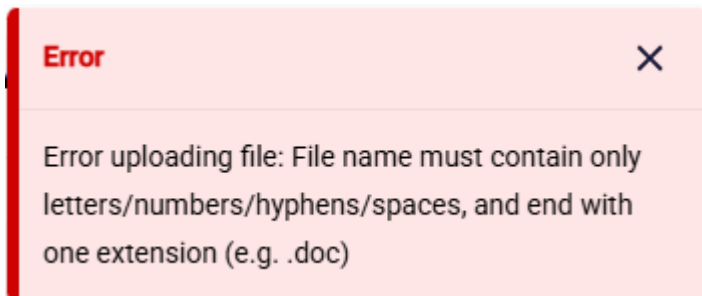 Error
Error uploading file: File name must contain only
letters/numbers/hyphens/spaces, and end with
one extension (e.g. .doc)